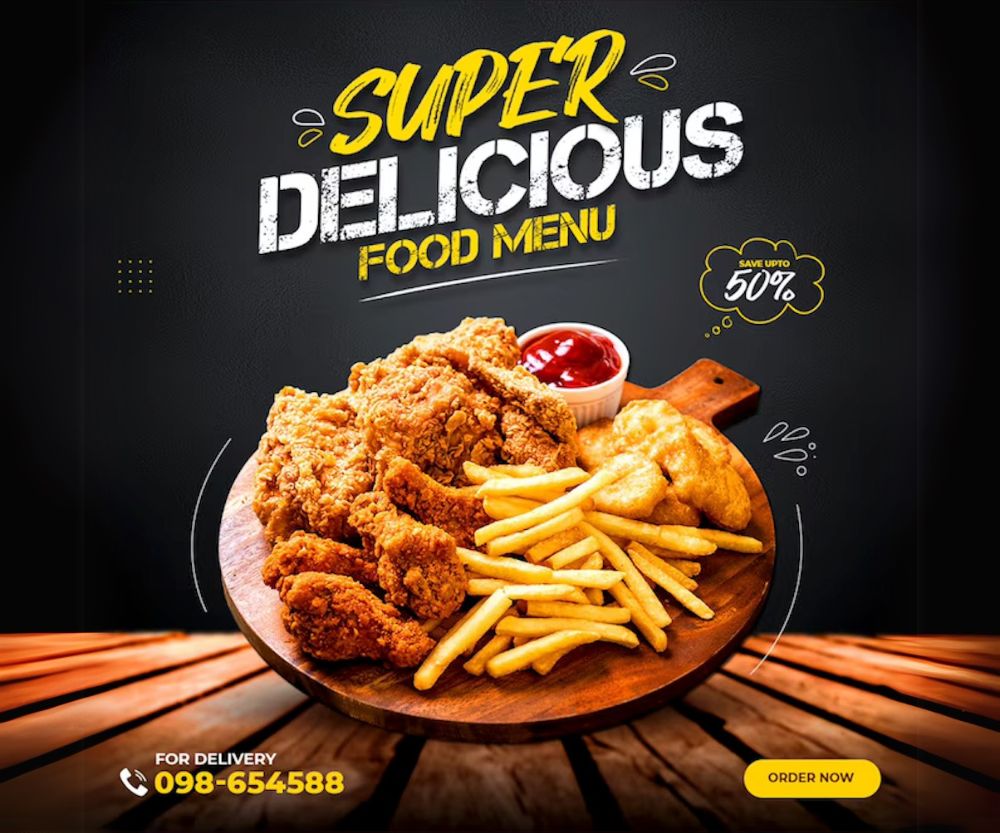 SUPER
DELICIOUS
FOOD MENU
SAVE UPTO
50%
FOR DELIVERY
098-654588
ORDER NOW